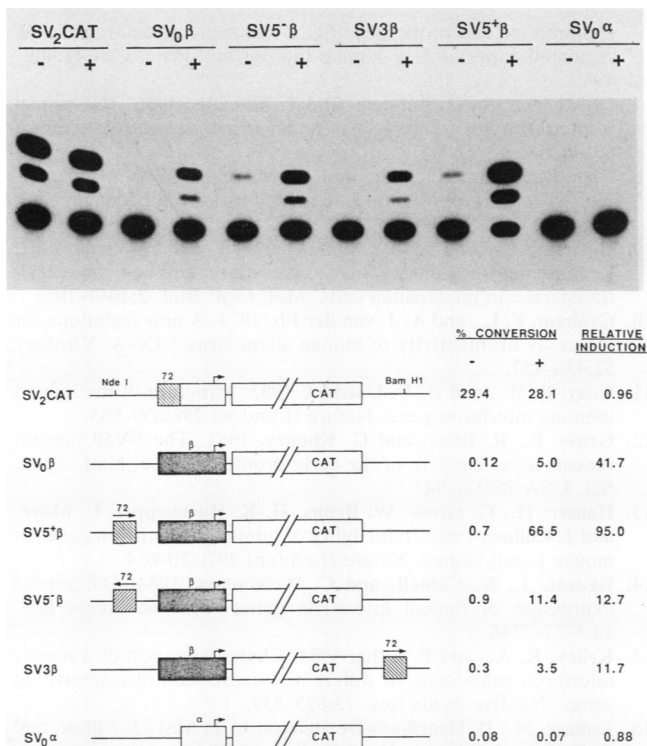 SV2CAT SV0β SV5-β SV3β SV5+β SV0α
- + - + - + - + - + - +
% CONVERSION RELATIVE INDUCTION
- +
SV2CAT Nde I 72 CAT Bam H1 29.4 28.1 0.96
SV0β β CAT 0.12 5.0 41.7
SV5+β 72 β CAT 0.7 66.5 95.0
SV5-β 72 β CAT 0.9 11.4 12.7
SV3β β CAT 72 0.3 3.5 11.7
SV0α α CAT 0.08 0.07 0.88